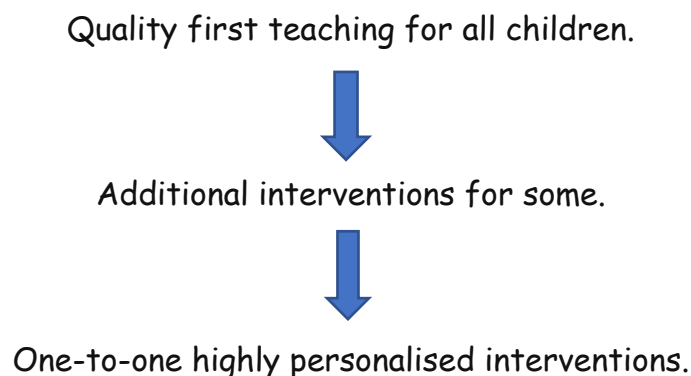 Quality first teaching for all children.
Additional interventions for some.
One-to-one highly personalised interventions.